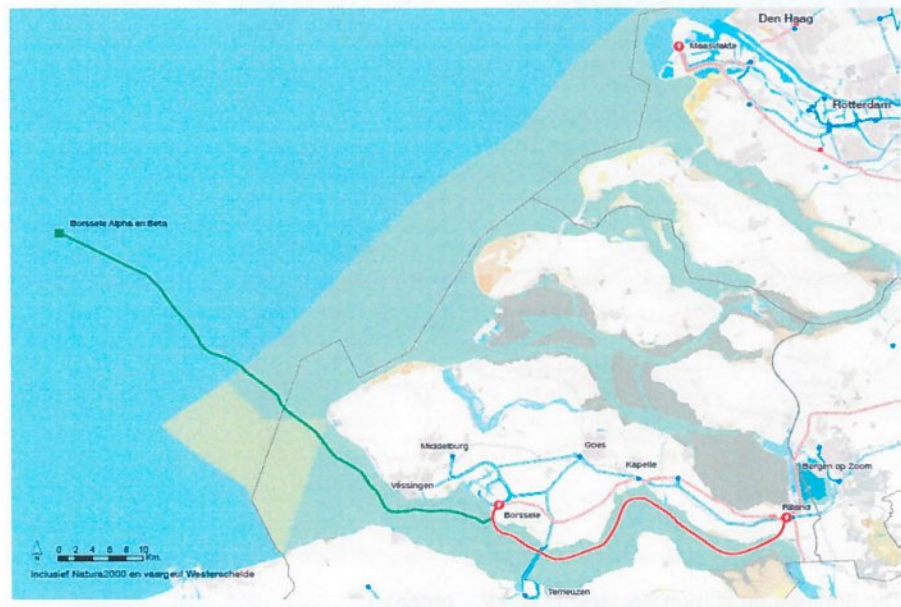 Den Haag
Maasvlakte
Rotterdam
Borssele Alpha en Beta
Middelburg
Goes
Kapelle
Bergen op Zoom
Vlissingen
Borssele
Rilland
N
0 2 4 6 8 10
Km.
Inclusief Natura2000 en vaargeul Westerschelde
Terneuzen